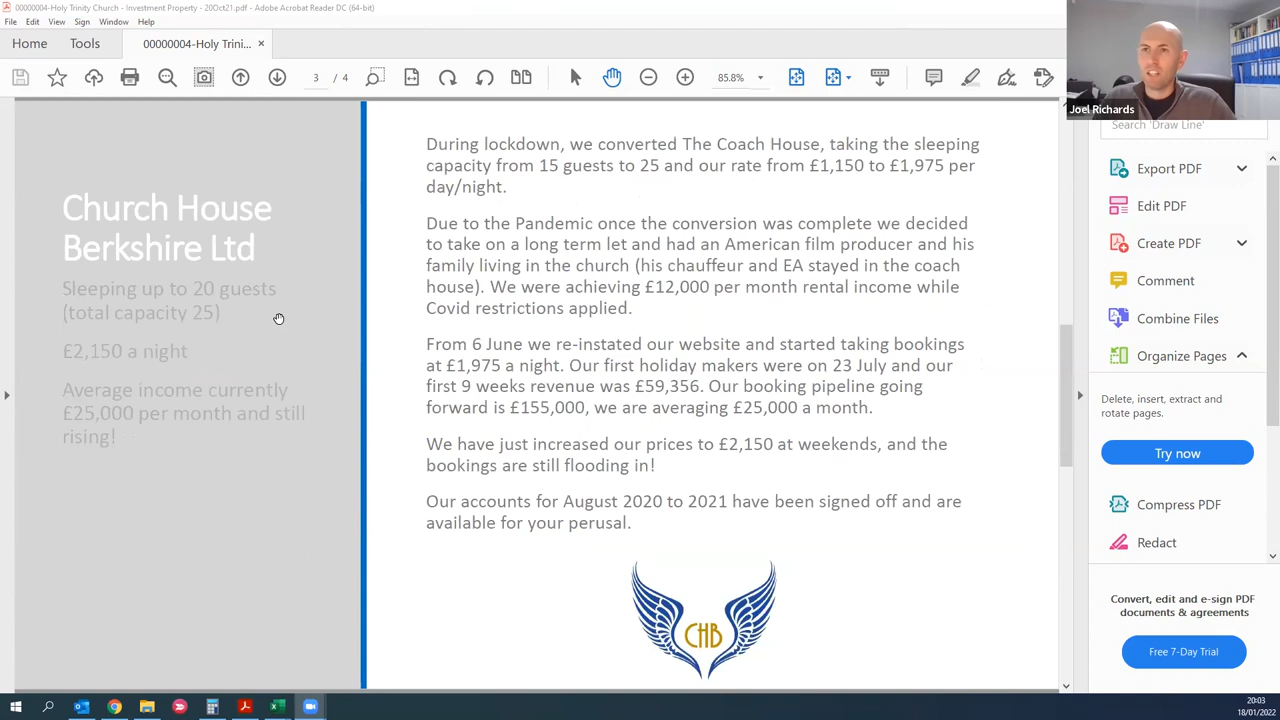 00000004-Holy Trinity Church - Investment Property - 20Oct21.pdf - Adobe Acrobat Reader DC (64-bit)
File Edit View Sign Window Help
Home Tools 00000004-Holy Trini... ×
3 / 4 85.8%
Joel Richards
Search 'Draw Line'
Export PDF
Edit PDF
Create PDF
Comment
Combine Files
Organize Pages
Delete, insert, extract and
rotate pages.
Try now
Compress PDF
Redact
Convert, edit and e-sign PDF
documents & agreements
Free 7-Day Trial
Church House
Berkshire Ltd
Sleeping up to 20 guests
(total capacity 25)
£2,150 a night
Average income currently
£25,000 per month and still
rising!
During lockdown, we converted The Coach House, taking the sleeping
capacity from 15 guests to 25 and our rate from £1,150 to £1,975 per
day/night.
Due to the Pandemic once the conversion was complete we decided
to take on a long term let and had an American film producer and his
family living in the church (his chauffeur and EA stayed in the coach
house). We were achieving £12,000 per month rental income while
Covid restrictions applied.
From 6 June we re-instated our website and started taking bookings
at £1,975 a night. Our first holiday makers were on 23 July and our
first 9 weeks revenue was £59,356. Our booking pipeline going
forward is £155,000, we are averaging £25,000 a month.
We have just increased our prices to £2,150 at weekends, and the
bookings are still flooding in!
Our accounts for August 2020 to 2021 have been signed off and are
available for your perusal.
CHB
20:03
18/01/2022